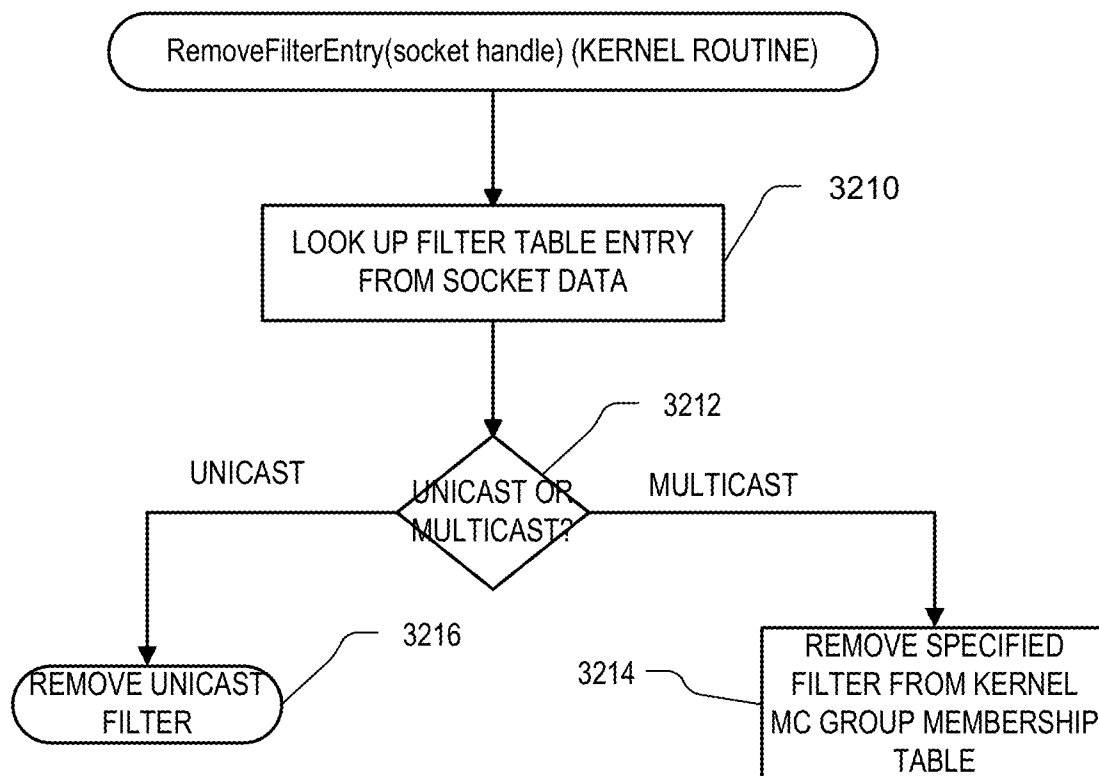 RemoveFilterEntry(socket handle) (KERNEL ROUTINE)
3210
LOOK UP FILTER TABLE ENTRY
FROM SOCKET DATA
3212
UNICAST
UNICAST OR
MULTICAST?
MULTICAST
3216
REMOVE UNICAST
FILTER
3214
REMOVE SPECIFIED
FILTER FROM KERNEL
MC GROUP MEMBERSHIP
TABLE